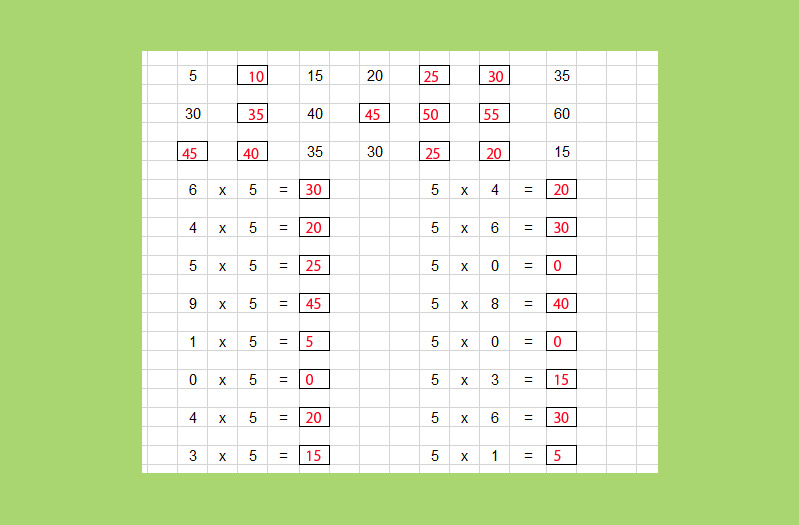 5 10 15 20 25 30 35
30 35 40 45 50 55 60
45 40 35 30 25 20 15
6 x 5 = 30 5 x 4 = 20
4 x 5 = 20 5 x 6 = 30
5 x 5 = 25 5 x 0 = 0
9 x 5 = 45 5 x 8 = 40
1 x 5 = 5 5 x 0 = 0
0 x 5 = 0 5 x 3 = 15
4 x 5 = 20 5 x 6 = 30
3 x 5 = 15 5 x 1 = 5